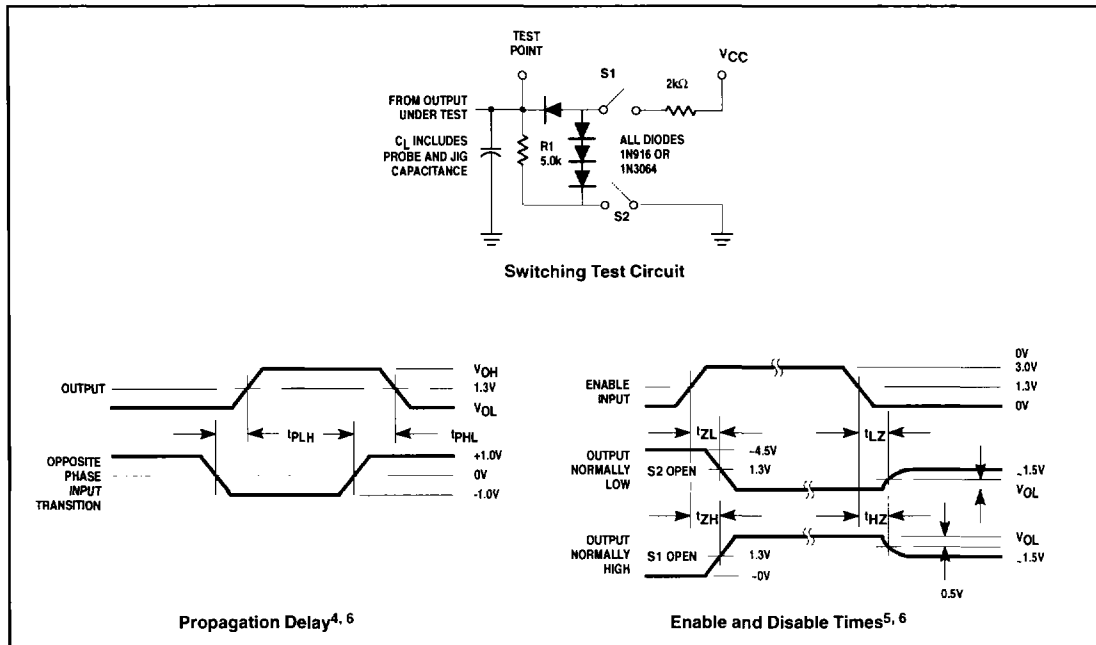 TEST
POINT
VCC
S1
2kΩ
FROM OUTPUT
UNDER TEST
CL INCLUDES
PROBE AND JIG
CAPACITANCE
R1
5.0k
ALL DIODES
1N916 OR
1N3064
S2
Switching Test Circuit
OUTPUT
VOH
1.3V
VOL
tPLH
tPHL
OPPOSITE
PHASE
INPUT
TRANSITION
+1.0V
0V
-1.0V
Propagation Delay4, 6
ENABLE
INPUT
0V
3.0V
1.3V
0V
tZL
tLZ
OUTPUT
NORMALLY
LOW
S2 OPEN
~4.5V
1.3V
~1.5V
VOL
tZH
tHZ
OUTPUT
NORMALLY
HIGH
S1 OPEN
1.3V
~0V
VOL
~1.5V
0.5V
Enable and Disable Times5, 6